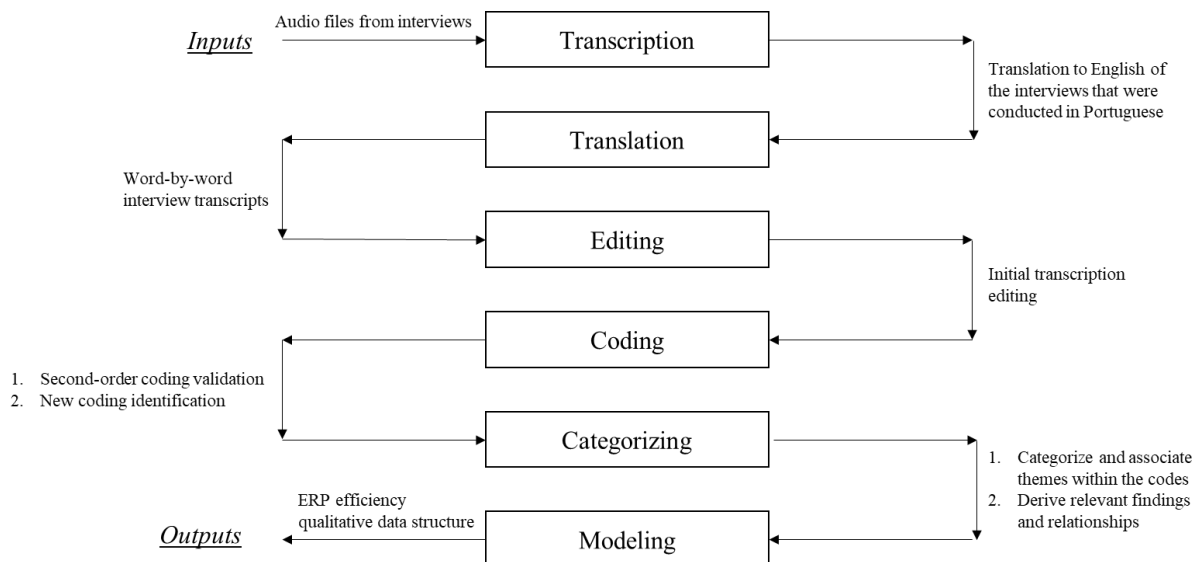 Audio files from interviews
Inputs
Transcription
Translation to English of
the interviews that were
conducted in Portuguese
Translation
Word-by-word
interview transcripts
Editing
Initial transcription
editing
Coding
1. Second-order coding validation
2. New coding identification
Categorizing
1. Categorize and associate
themes within the codes
2. Derive relevant findings
and relationships
ERP efficiency
qualitative data structure
Outputs
Modeling